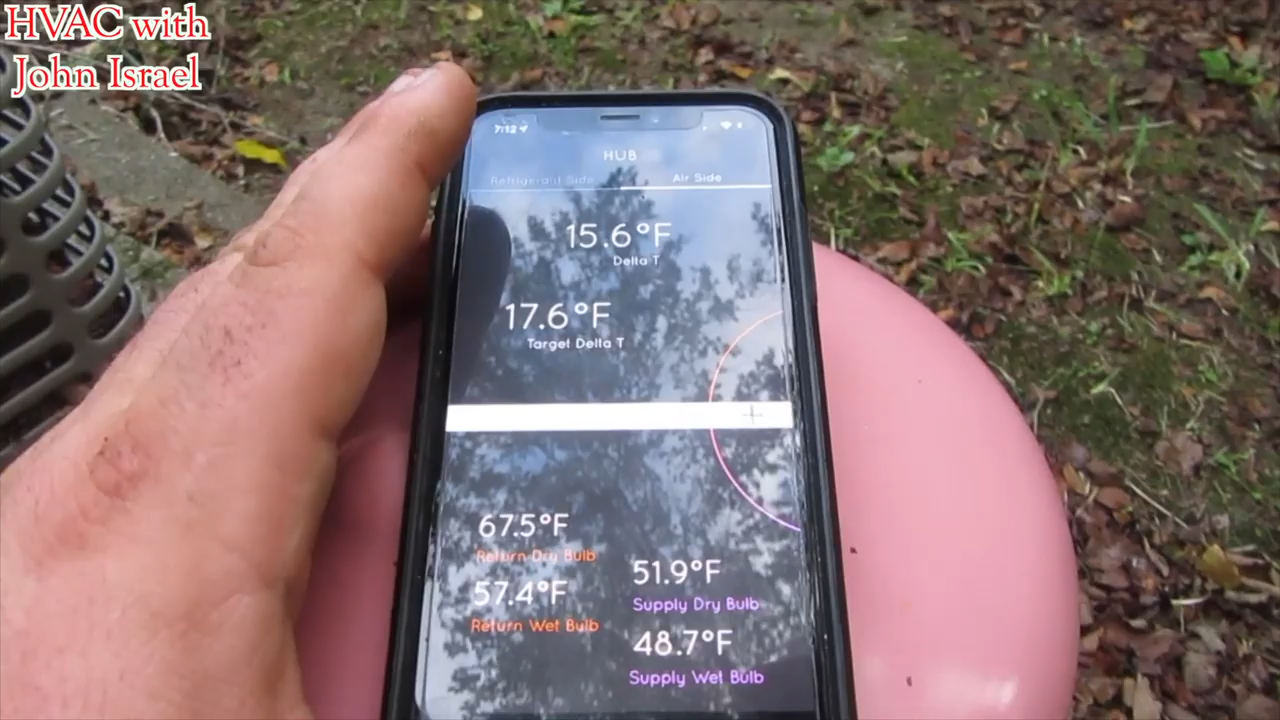 HVAC with
John Israel
7:12
HUB
Refrigerant Side
Air Side
15.6°F
Delta T
17.6°F
Target Delta T
+
67.5°F
Return Dry Bulb
57.4°F
Return Wet Bulb
51.9°F
Supply Dry Bulb
48.7°F
Supply Wet Bulb